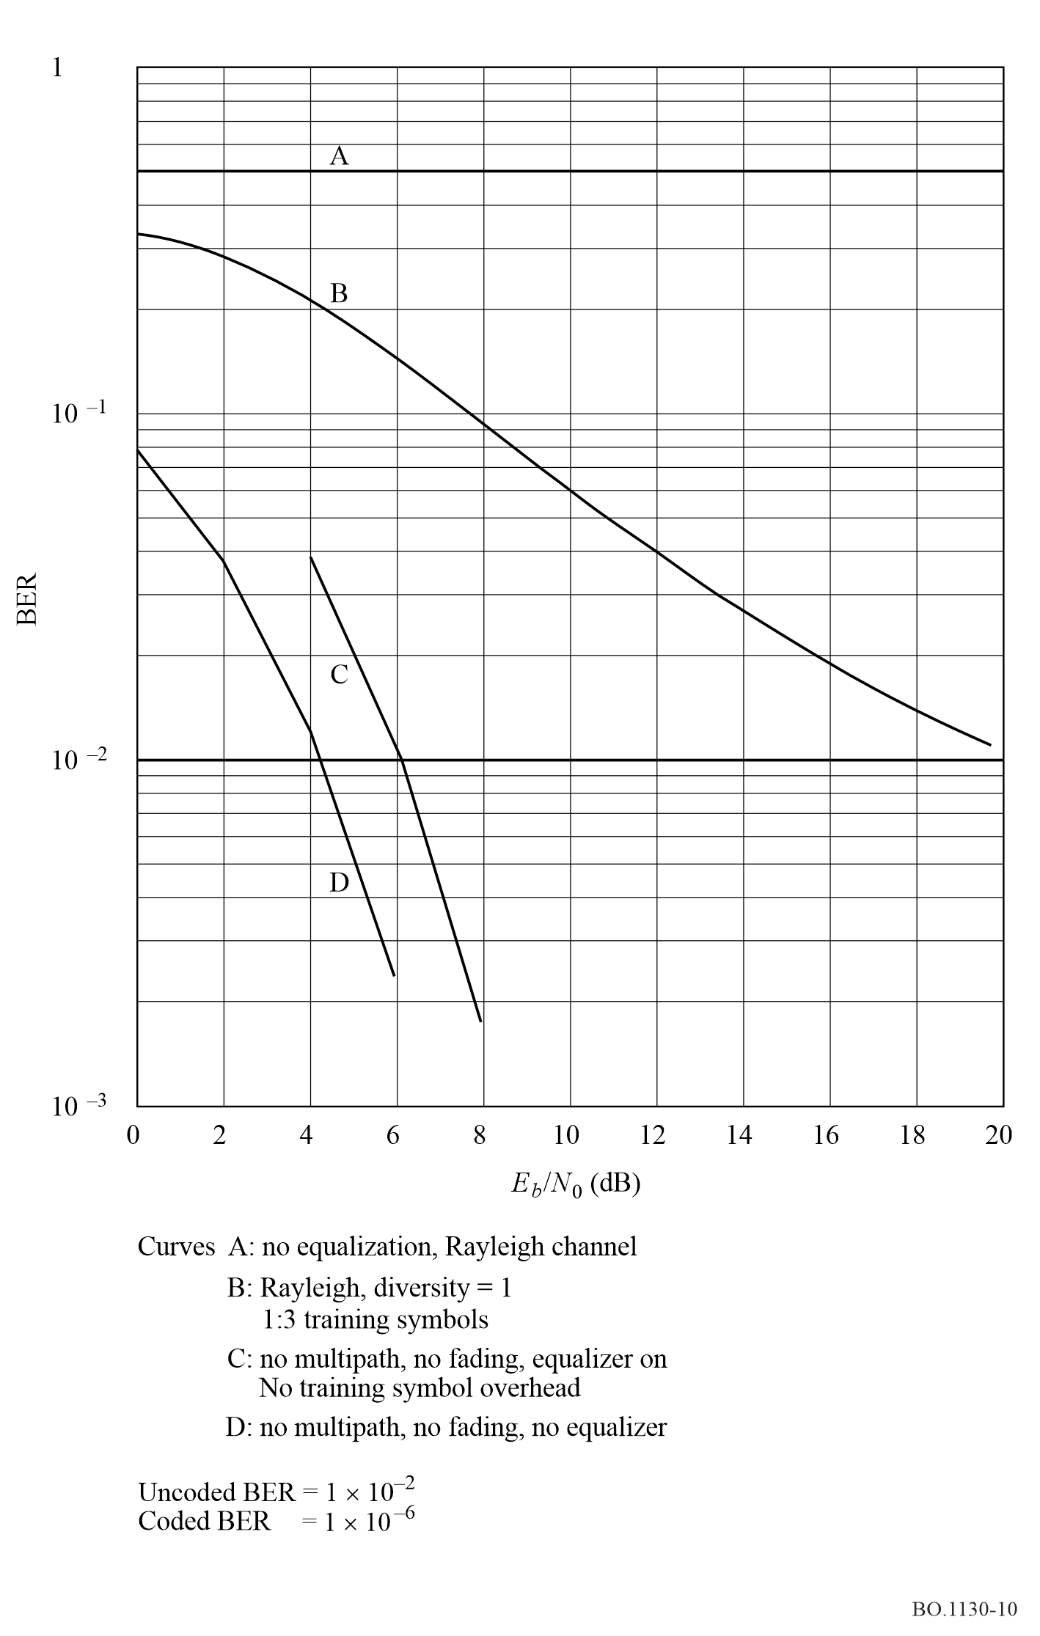 1
A
B
10 –1
BER
C
10 –2
D
10 –3
0 2 4 6 8 10 12 14 16 18 20
Eb/N0 (dB)
Curves A: no equalization, Rayleigh channel
B: Rayleigh, diversity = 1
1:3 training symbols
C: no multipath, no fading, equalizer on
No training symbol overhead
D: no multipath, no fading, no equalizer
Uncoded BER = 1 × 10–2
Coded BER = 1 × 10–6
BO.1130-10